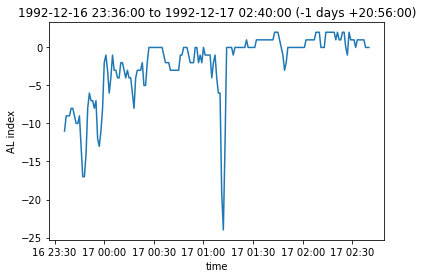 1992-12-16 23:36:00 to 1992-12-17 02:40:00 (-1 days +20:56:00)
AL index
0
−5
−10
−15
−20
−25
16 23:30 17 00:00 17 00:30 17 01:00 17 01:30 17 02:00 17 02:30
time